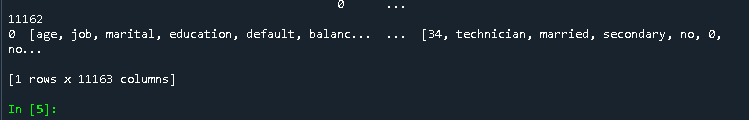 0 ...
11162
0 [age, job, marital, education, default, balanc... ... [34, technician, married, secondary, no, 0,
no...
[1 rows x 11163 columns]
In [5]: